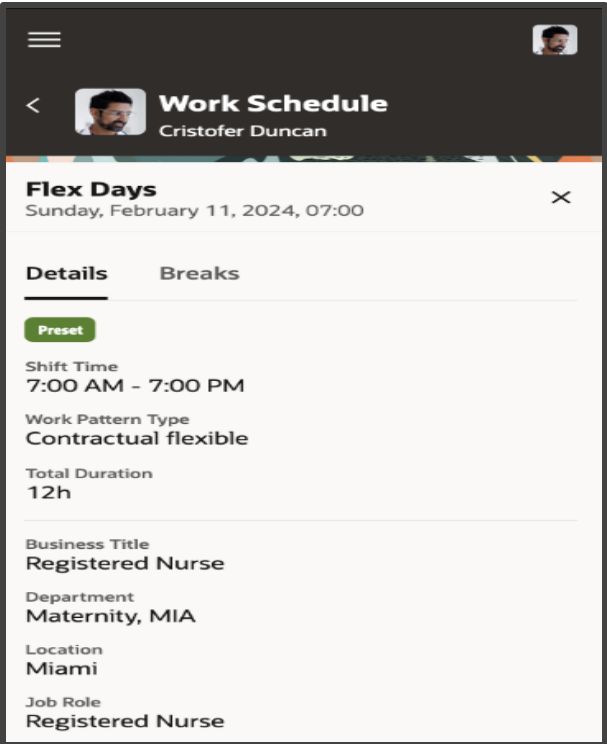 Work Schedule
Cristofer Duncan
Flex Days
Sunday, February 11, 2024, 07:00
Details Breaks
Preset
Shift Time
7:00 AM - 7:00 PM
Work Pattern Type
Contractual flexible
Total Duration
12h
Business Title
Registered Nurse
Department
Maternity, MIA
Location
Miami
Job Role
Registered Nurse